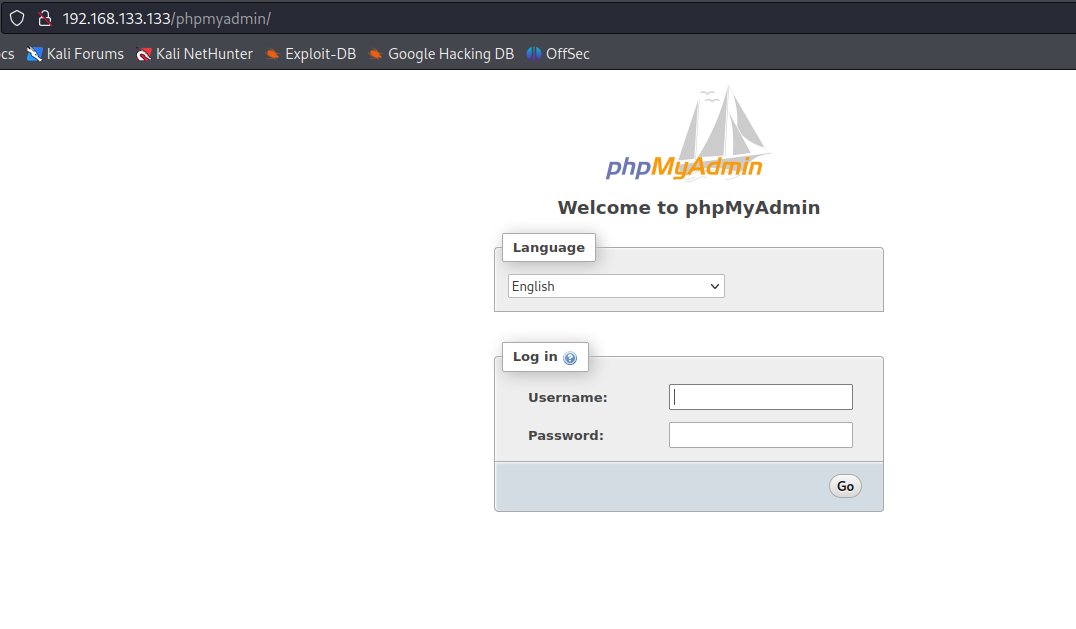 192.168.133.133/phpmyadmin/
cs Kali Forums Kali NetHunter Exploit-DB Google Hacking DB OffSec
phpMyAdmin
Welcome to phpMyAdmin
Language
English
Log in
Username:
Password:
Go